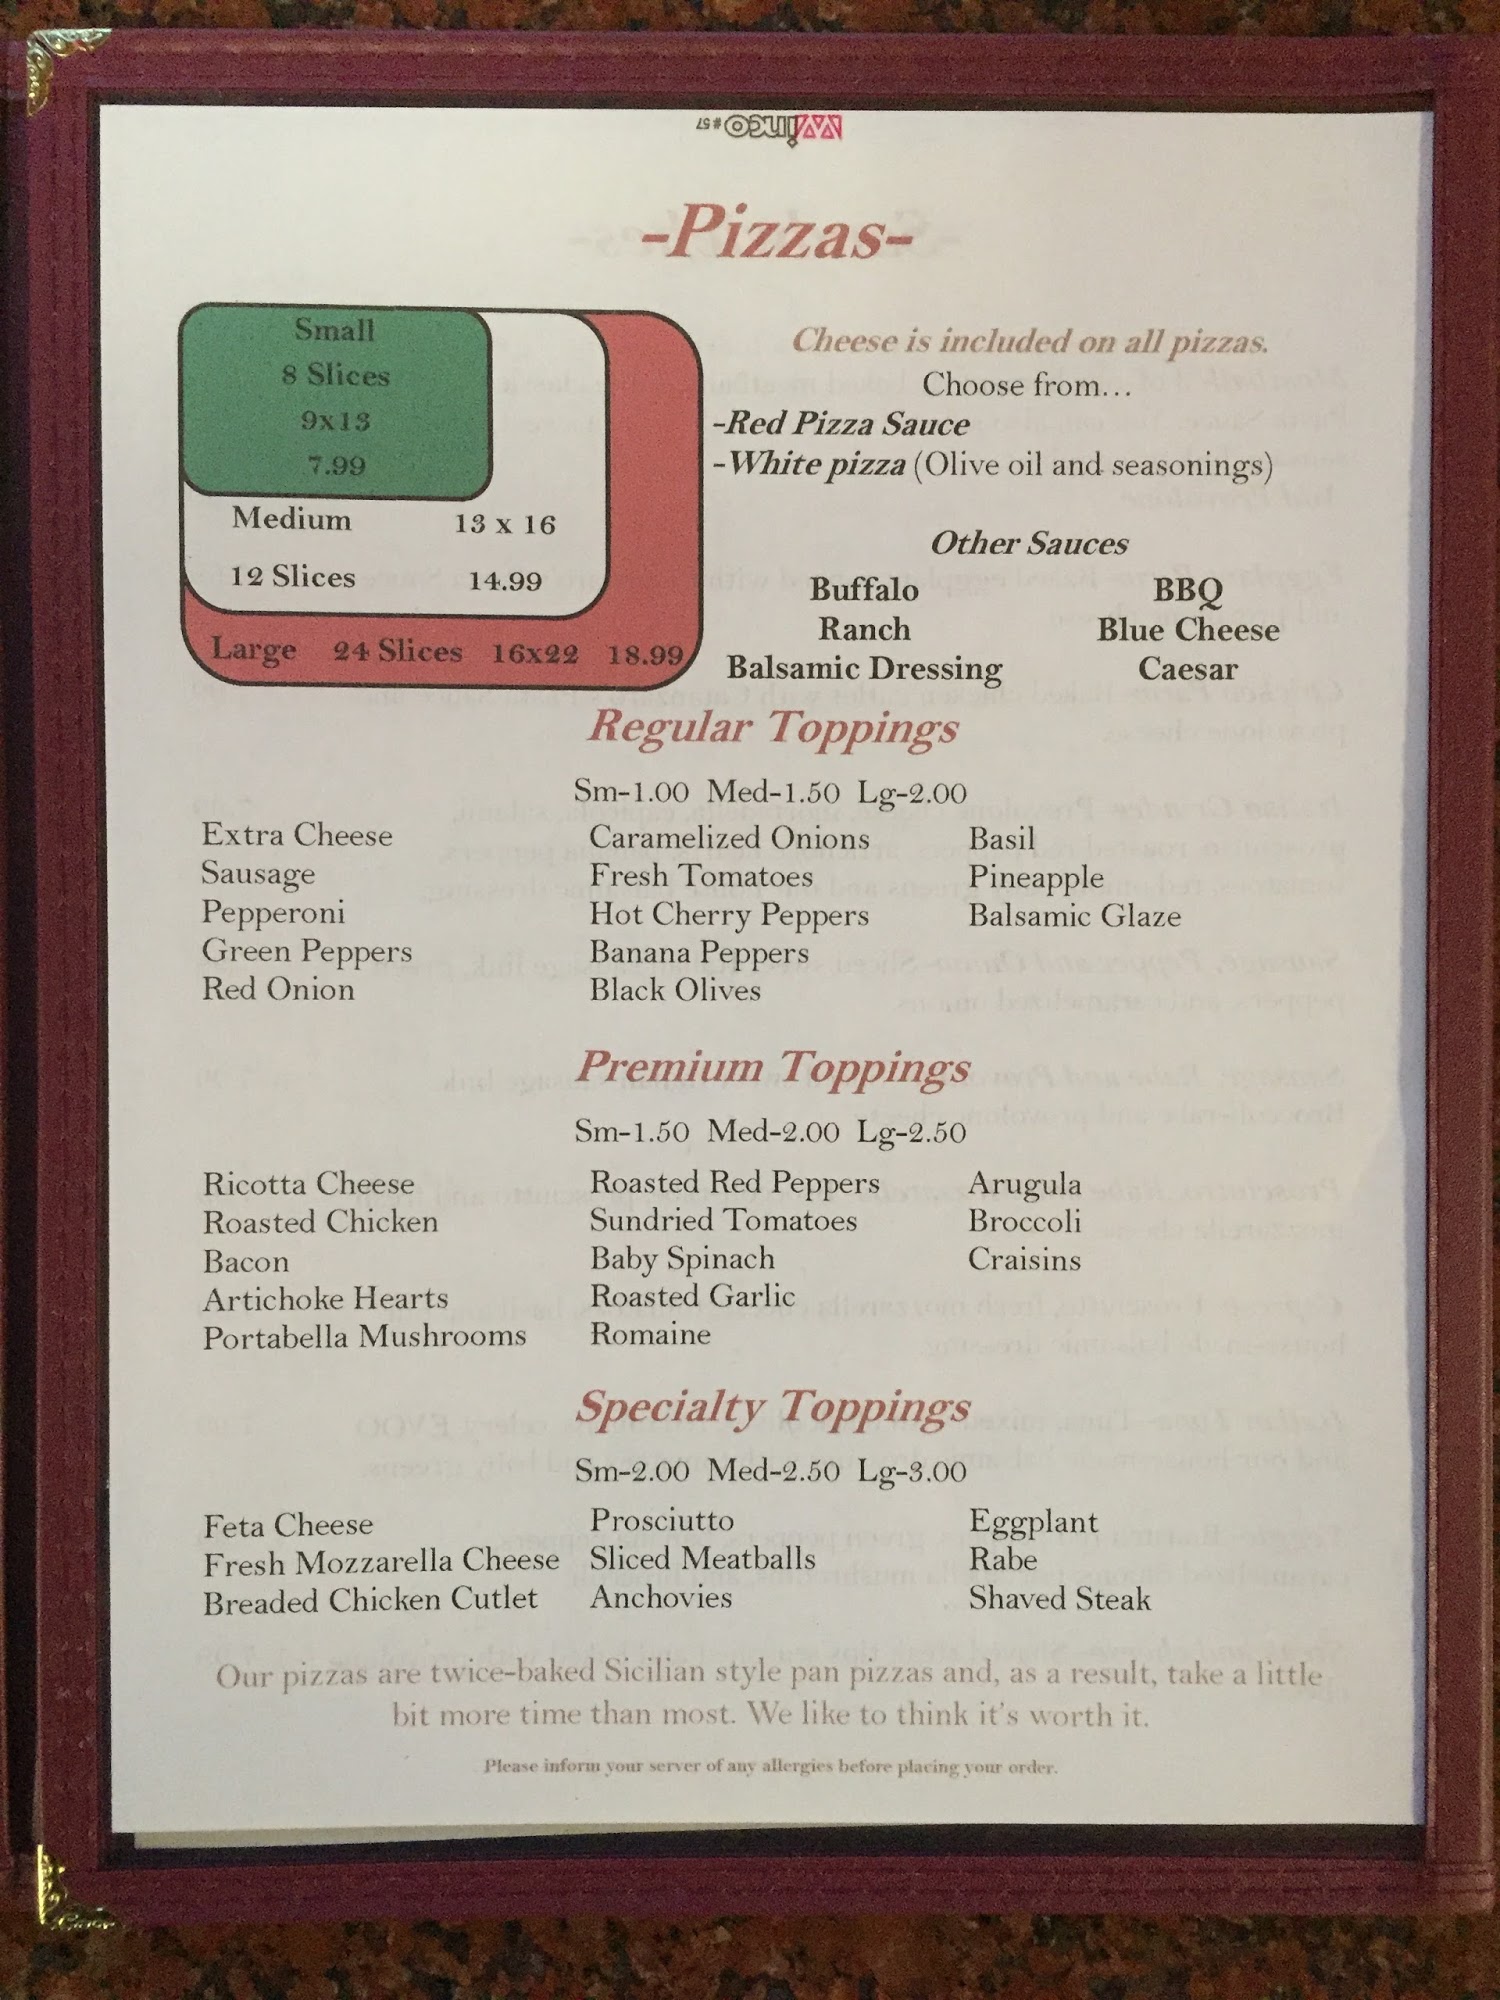 Winco #57
-Pizzas-
Small
8 Slices
9x13
7.99
Medium 13 x 16
12 Slices 14.99
Large 24 Slices 16x22 18.99
Cheese is included on all pizzas.
Choose from...
-Red Pizza Sauce
-White pizza (Olive oil and seasonings)
Other Sauces
Buffalo BBQ
Ranch Blue Cheese
Balsamic Dressing Caesar
Regular Toppings
Sm-1.00 Med-1.50 Lg-2.00
Extra Cheese Caramelized Onions Basil
Sausage Fresh Tomatoes Pineapple
Pepperoni Hot Cherry Peppers Balsamic Glaze
Green Peppers Banana Peppers
Red Onion Black Olives
Premium Toppings
Sm-1.50 Med-2.00 Lg-2.50
Ricotta Cheese Roasted Red Peppers Arugula
Roasted Chicken Sundried Tomatoes Broccoli
Bacon Baby Spinach Craisins
Artichoke Hearts Roasted Garlic
Portabella Mushrooms Romaine
Specialty Toppings
Sm-2.00 Med-2.50 Lg-3.00
Feta Cheese Prosciutto Eggplant
Fresh Mozzarella Cheese Sliced Meatballs Rabe
Breaded Chicken Cutlet Anchovies Shaved Steak
Our pizzas are twice-baked Sicilian style pan pizzas and, as a result, take a little
bit more time than most. We like to think it's worth it.
Please inform your server of any allergies before placing your order.